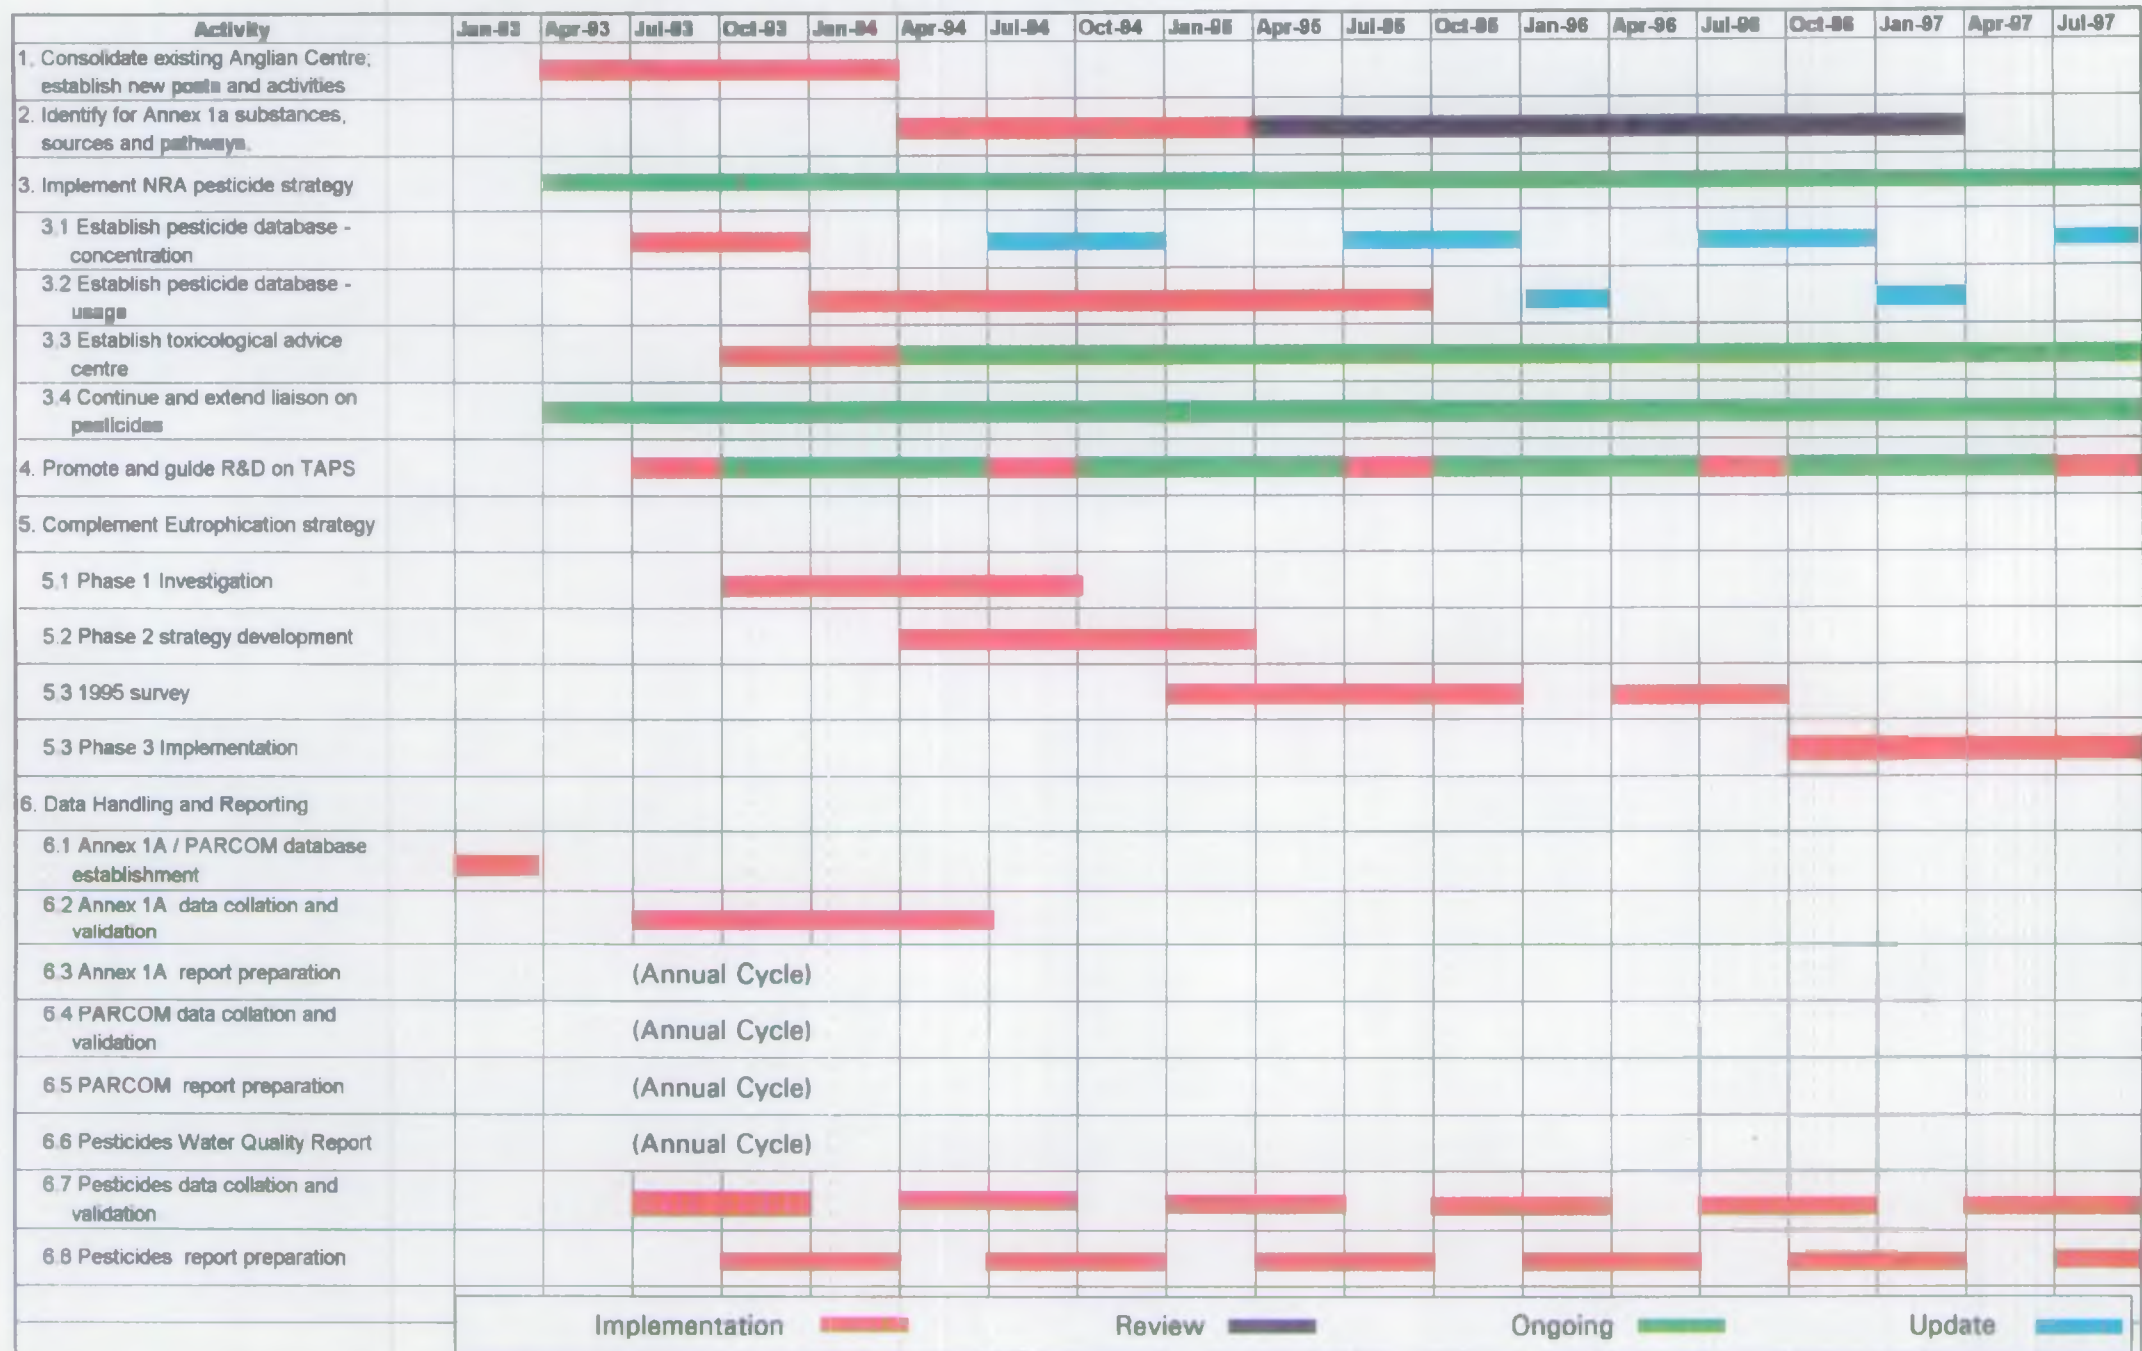 Activity Jan-93 Apr-93 Jul-93 Oct-93 Jan-94 Apr-94 Jul-94 Oct-94 Jan-95 Apr-95 Jul-95 Oct-95 Jan-96 Apr-96 Jul-96 Oct-96 Jan-97 Apr-97 Jul-97
1. Consolidate existing Anglian Centre;
establish new posts and activities
2. Identify for Annex 1a substances,
sources and pathways.
3. Implement NRA pesticide strategy
3.1 Establish pesticide database -
concentration
3.2 Establish pesticide database -
usage
3.3 Establish toxicological advice
centre
3.4 Continue and extend liaison on
pesticides
4. Promote and guide R&D on TAPS
5. Complement Eutrophication strategy
5.1 Phase 1 Investigation
5.2 Phase 2 strategy development
5.3 1995 survey
5.3 Phase 3 Implementation
6. Data Handling and Reporting
6.1 Annex 1A / PARCOM database
establishment
6.2 Annex 1A data collation and
validation
6.3 Annex 1A report preparation (Annual Cycle)
6.4 PARCOM data collation and
validation (Annual Cycle)
6.5 PARCOM report preparation (Annual Cycle)
6.6 Pesticides Water Quality Report (Annual Cycle)
6.7 Pesticides data collation and
validation
6.8 Pesticides report preparation
Implementation Review Ongoing Update